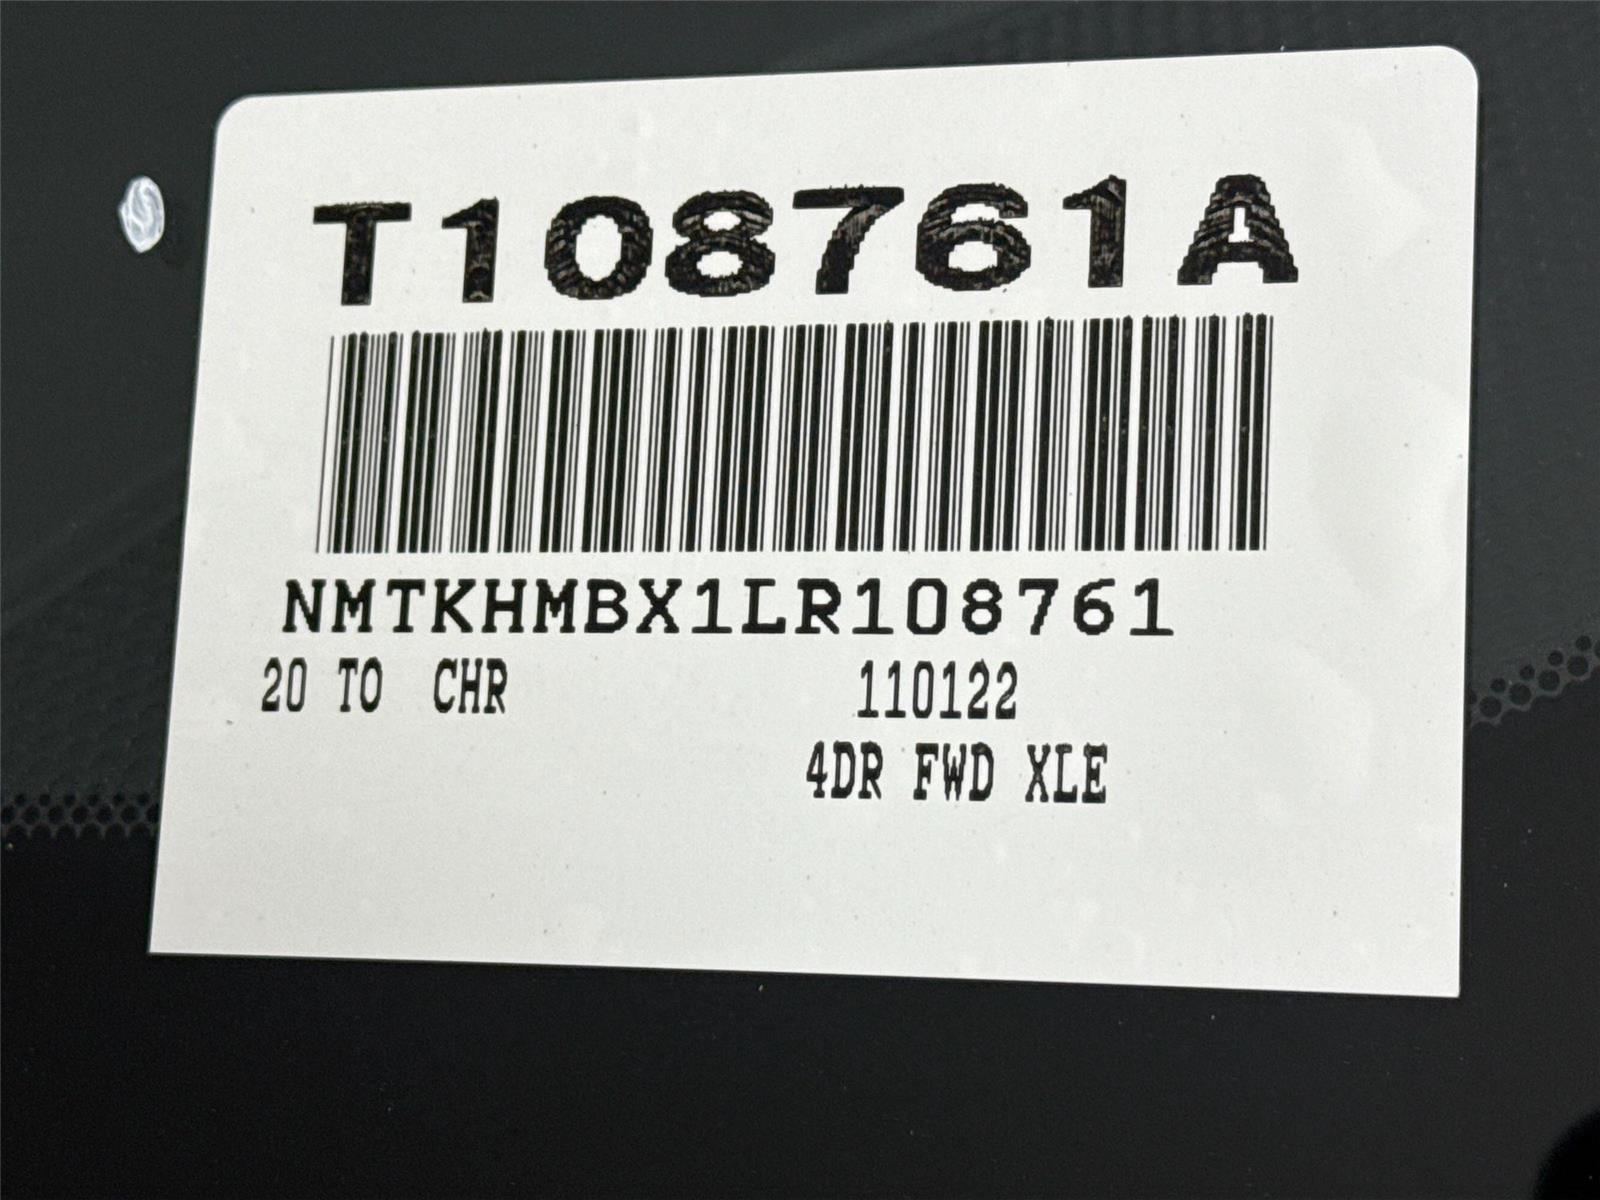 T108761A
NMTKHMBX1LR108761
20 TO CHR 110122
4DR FWD XLE